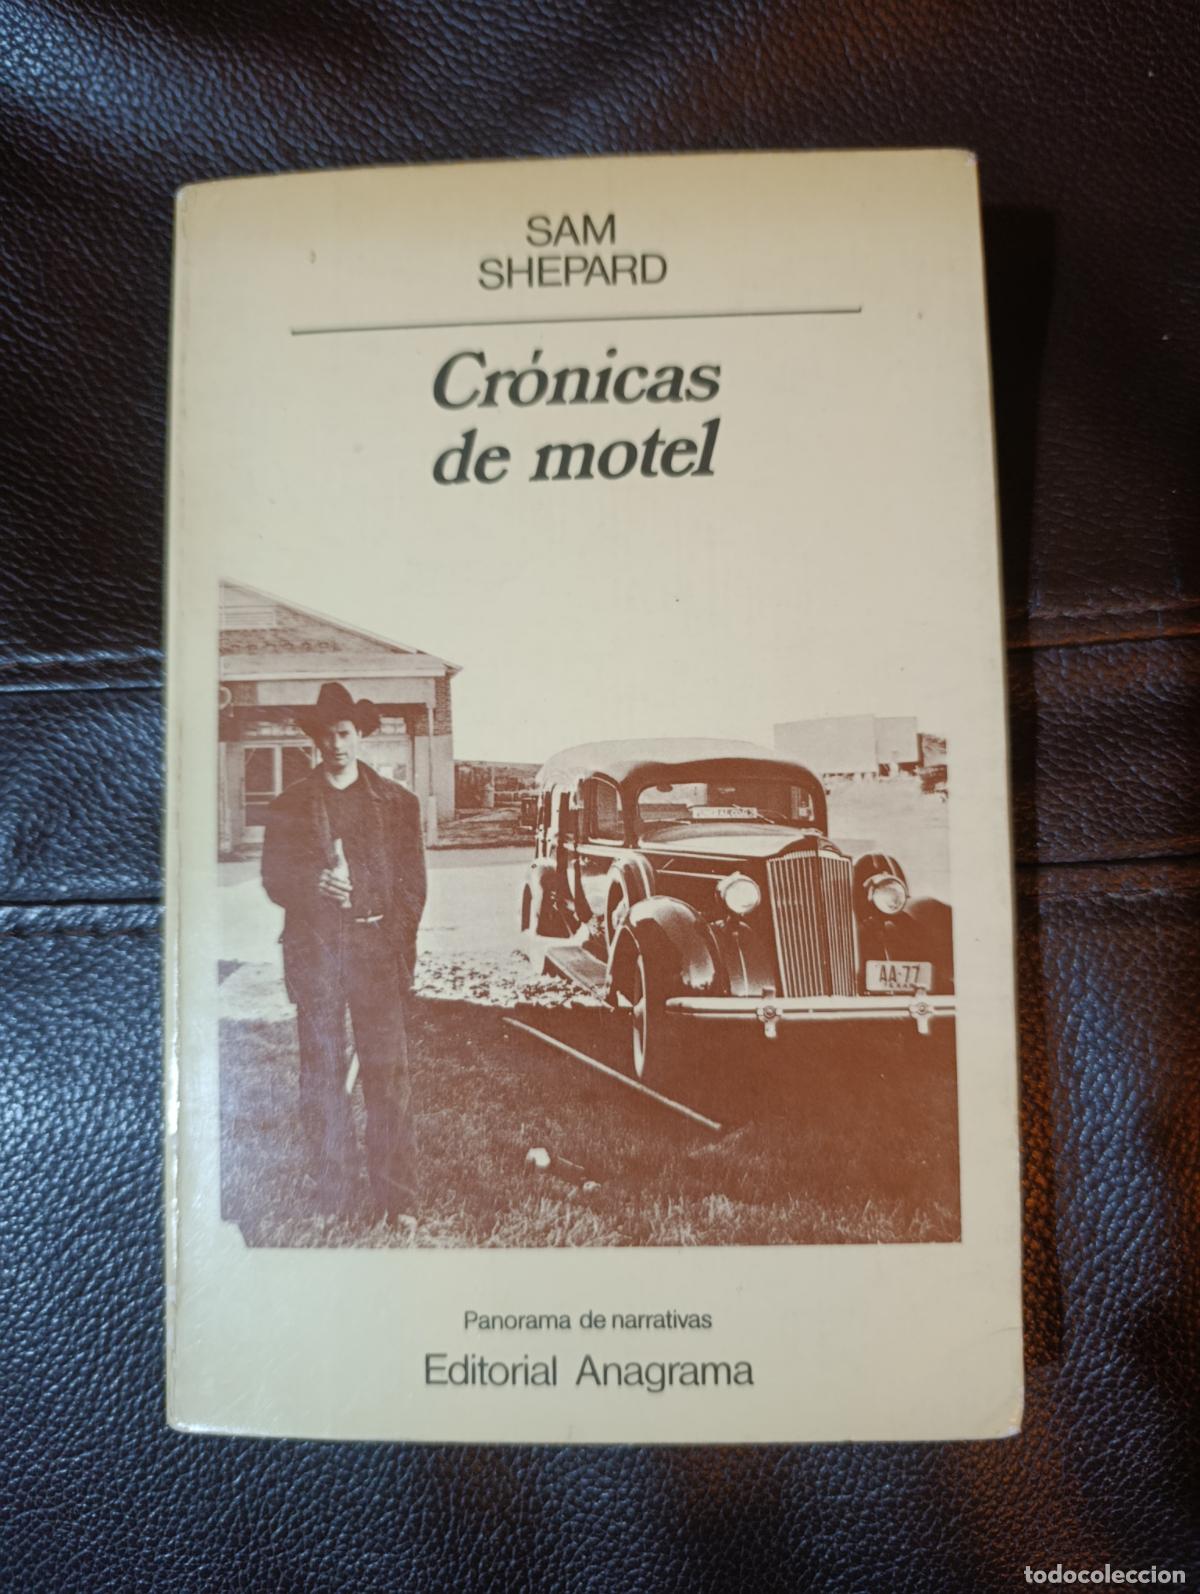 SAM
SHEPARD
Crónicas
de motel
AA-77
Panorama de narrativas
Editorial Anagrama
todocoleccion